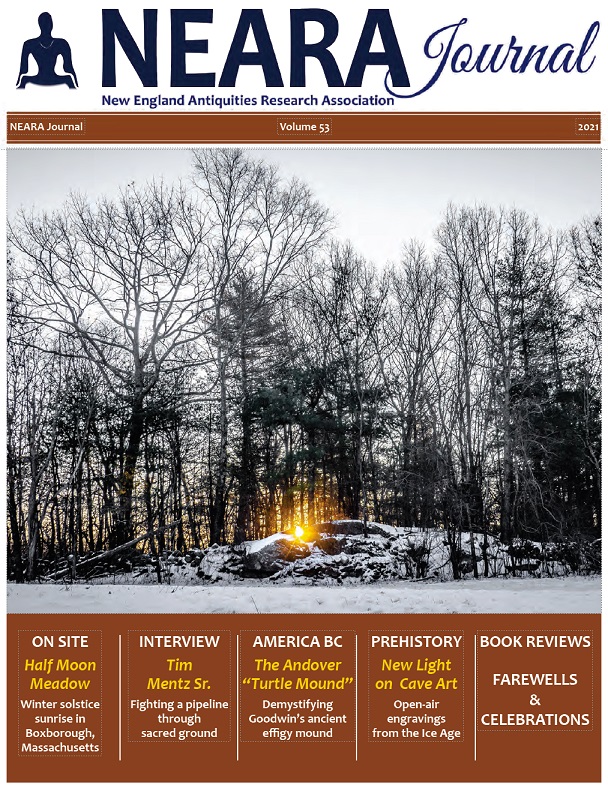 NEARA Journal
New England Antiquities Research Association
NEARA Journal Volume 53 2021
ON SITE
Half Moon
Meadow
Winter solstice
sunrise in
Boxborough,
Massachusetts
INTERVIEW
Tim
Mentz Sr.
Fighting a pipeline
through
sacred ground
AMERICA BC
The Andover
“Turtle Mound”
Demystifying
Goodwin's ancient
effigy mound
PREHISTORY
New Light
on Cave Art
Open-air
engravings
from the Ice Age
BOOK REVIEWS
FAREWELLS
&
CELEBRATIONS